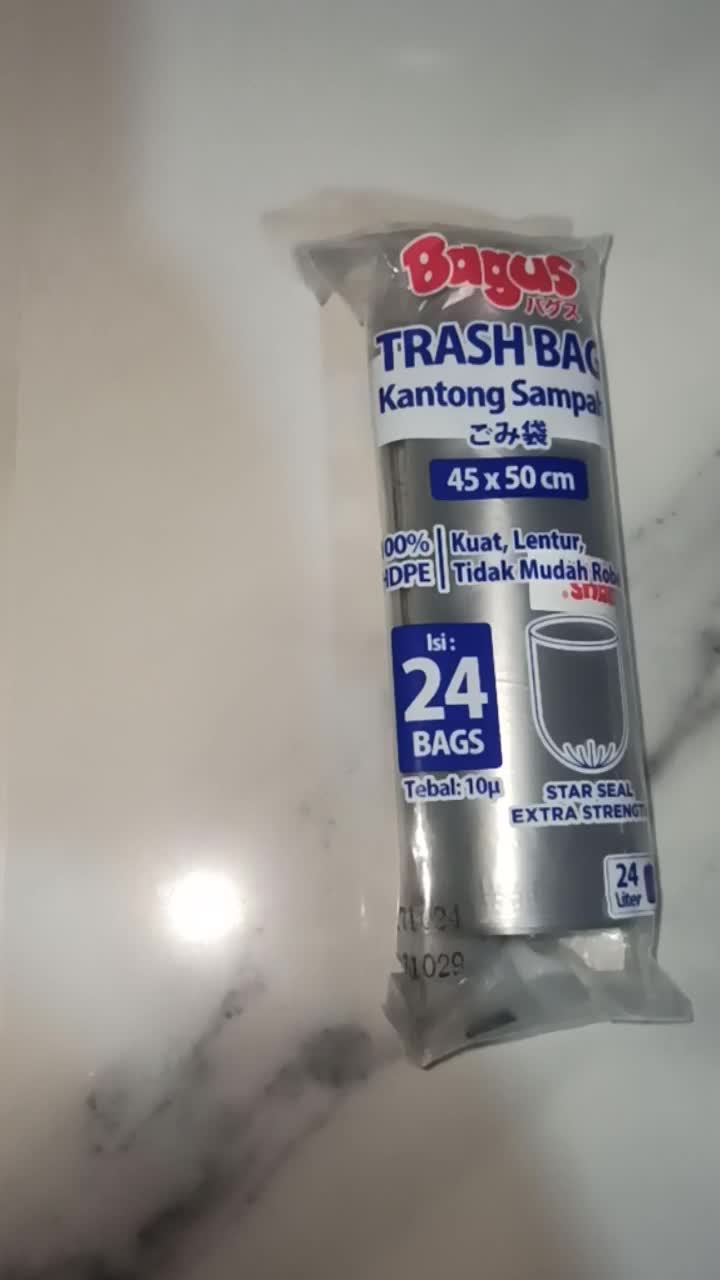 Bagus
バグス
TRASH BAG
Kantong Sampah
ごみ袋
45 x 50 cm
100% HDPE
Kuat, Lentur,
Tidak Mudah Robek
Isi:
24
BAGS
Tebal: 10μ
STAR SEAL
EXTRA STRENGTH
24
Liter
1029